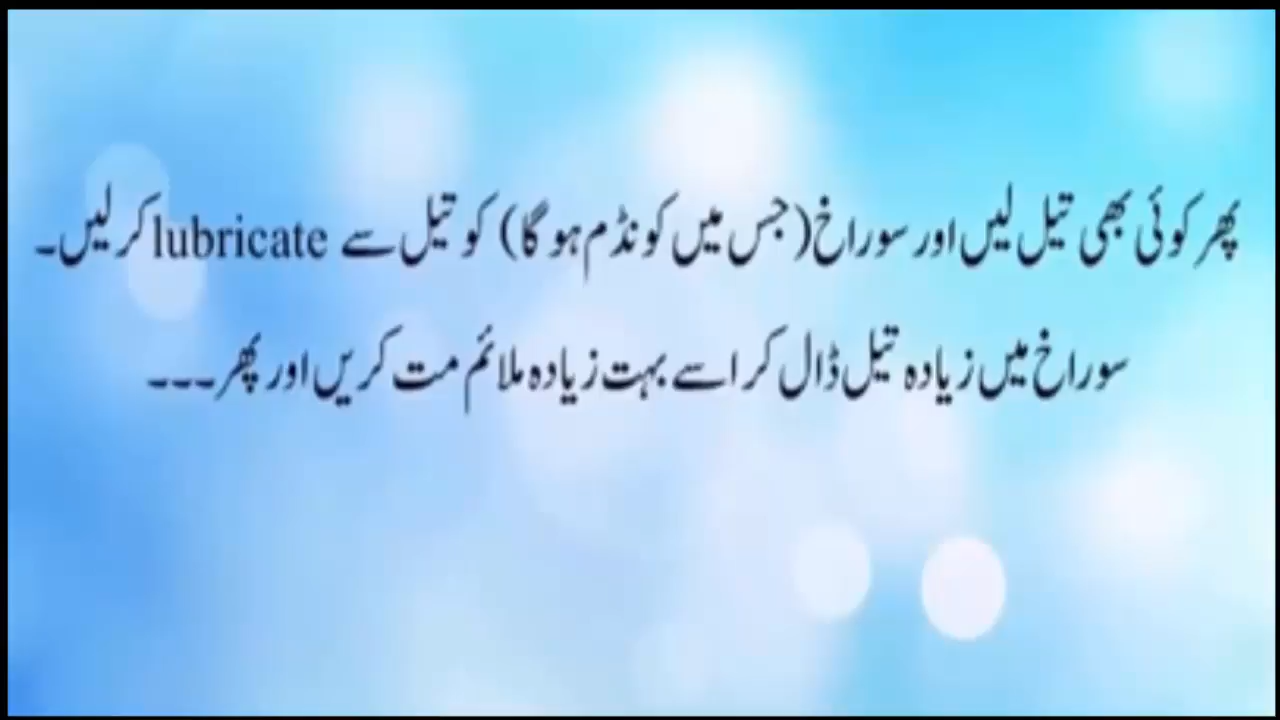 پھر کوئی بھی تیل لیں اور سوراخ (جس میں کونڈم ہو گا) کو تیل سے lubricate کر لیں۔
سوراخ میں زیادہ تیل ڈال کر اسے بہت زیادہ ملائم مت کریں اور پھر۔۔۔